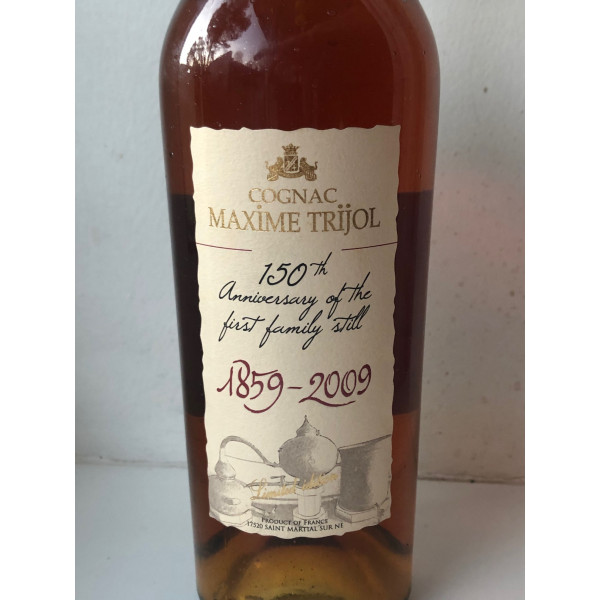 COGNAC
MAXIME TRIJOL
150th
Anniversary of the
first family still
1859-2009
Limited edition
PRODUCT OF FRANCE
17520 SAINT MARTIAL SUR NÉ